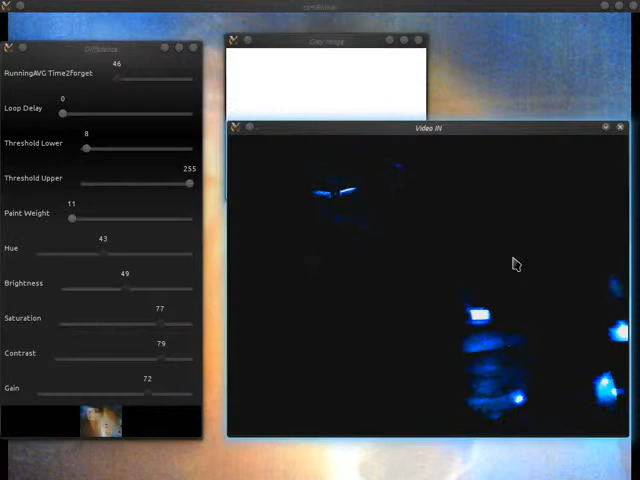 Difference
Gray Image
Video IN
46
RunningAVG Time2forget
0
Loop Delay
8
Threshold Lower
255
Threshold Upper
11
Paint Weight
43
Hue
49
Brightness
77
Saturation
79
Contrast
72
Gain